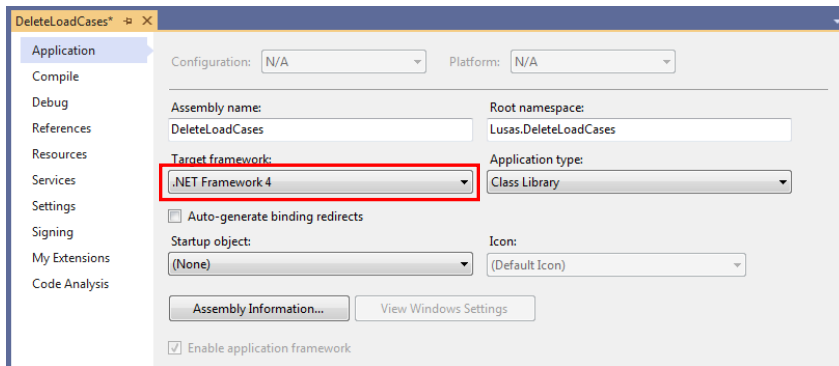 DeleteLoadCases*
Application
Compile
Debug
References
Resources
Services
Settings
Signing
My Extensions
Code Analysis
Configuration: N/A Platform: N/A
Assembly name: Root namespace:
DeleteLoadCases Lusas.DeleteLoadCases
Target framework: Application type:
.NET Framework 4 Class Library
Auto-generate binding redirects
Startup object: Icon:
(None) (Default Icon)
Assembly Information... View Windows Settings
Enable application framework